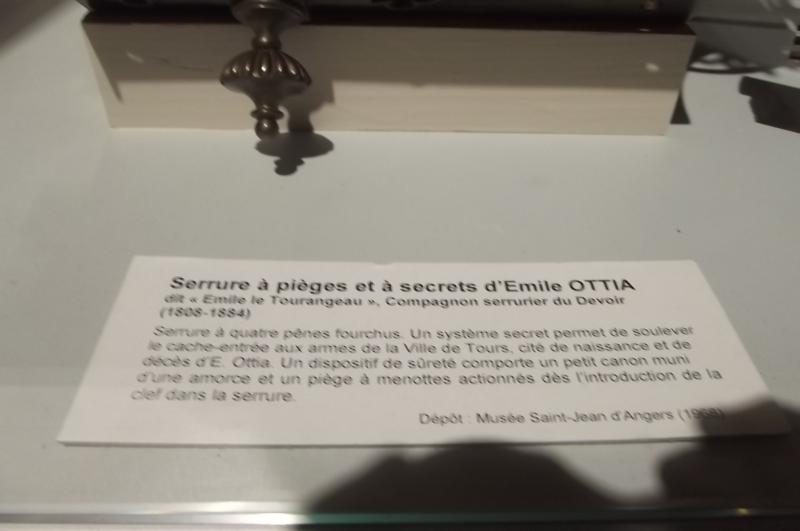 Serrure à pièges et à secrets d'Emile OTTIA
dit « Emile le Tourangeau », Compagnon serrurier du Devoir
(1808-1884)
Serrure à quatre pênes fourchus. Un système secret permet de soulever
le cache-entrée aux armes de la Ville de Tours, cité de naissance et de
décès d'E. Ottia. Un dispositif de sûreté comporte un petit canon muni
d'une amorce et un piège à menottes actionnés dès l'introduction de la
clef dans la serrure.
Dépôt : Musée Saint-Jean d'Angers (1968)